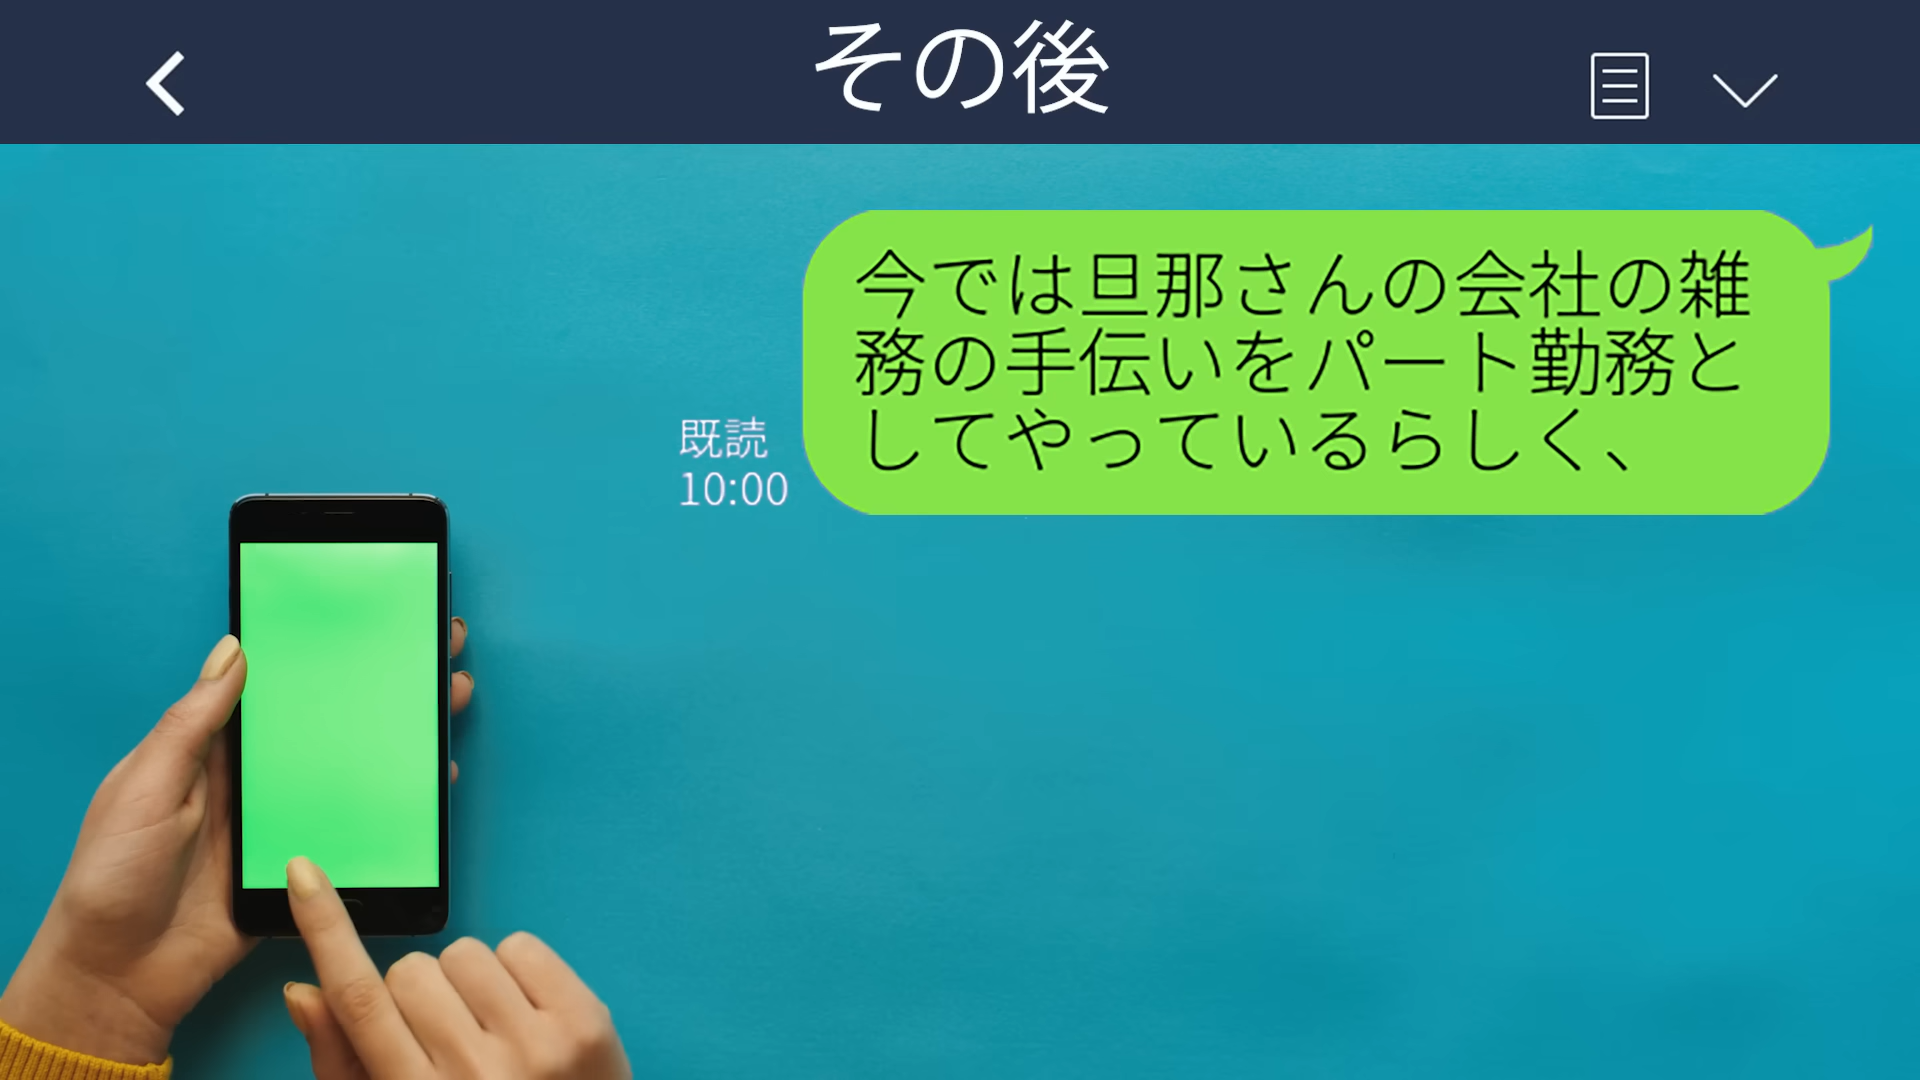 その後
今では旦那さんの会社の雑
務の手伝いをパート勤務と
してやっているらしく、
既読
10:00